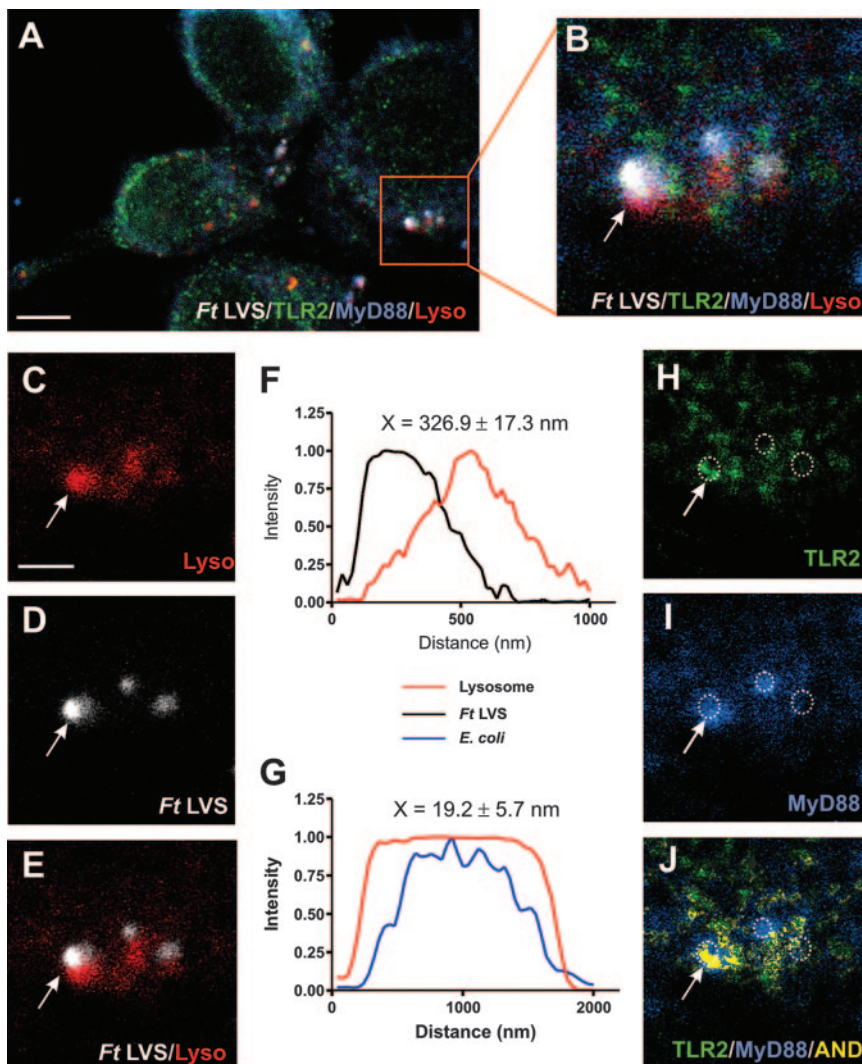 A
Ft LVS/TLR2/MyD88/Lyso
B
Ft LVS/TLR2/MyD88/Lyso
C
Lyso
D
Ft LVS
E
Ft LVS/Lyso
F
X = 326.9 ± 17.3 nm
Intensity
1.25
1.00
0.75
0.50
0.25
0.00
0
500
1000
Distance (nm)
Lysosome
Ft LVS
E. coli
G
X = 19.2 ± 5.7 nm
Intensity
1.25
1.00
0.75
0.50
0.25
0.00
0
1000
2000
Distance (nm)
H
TLR2
I
MyD88
J
TLR2/MyD88/AND